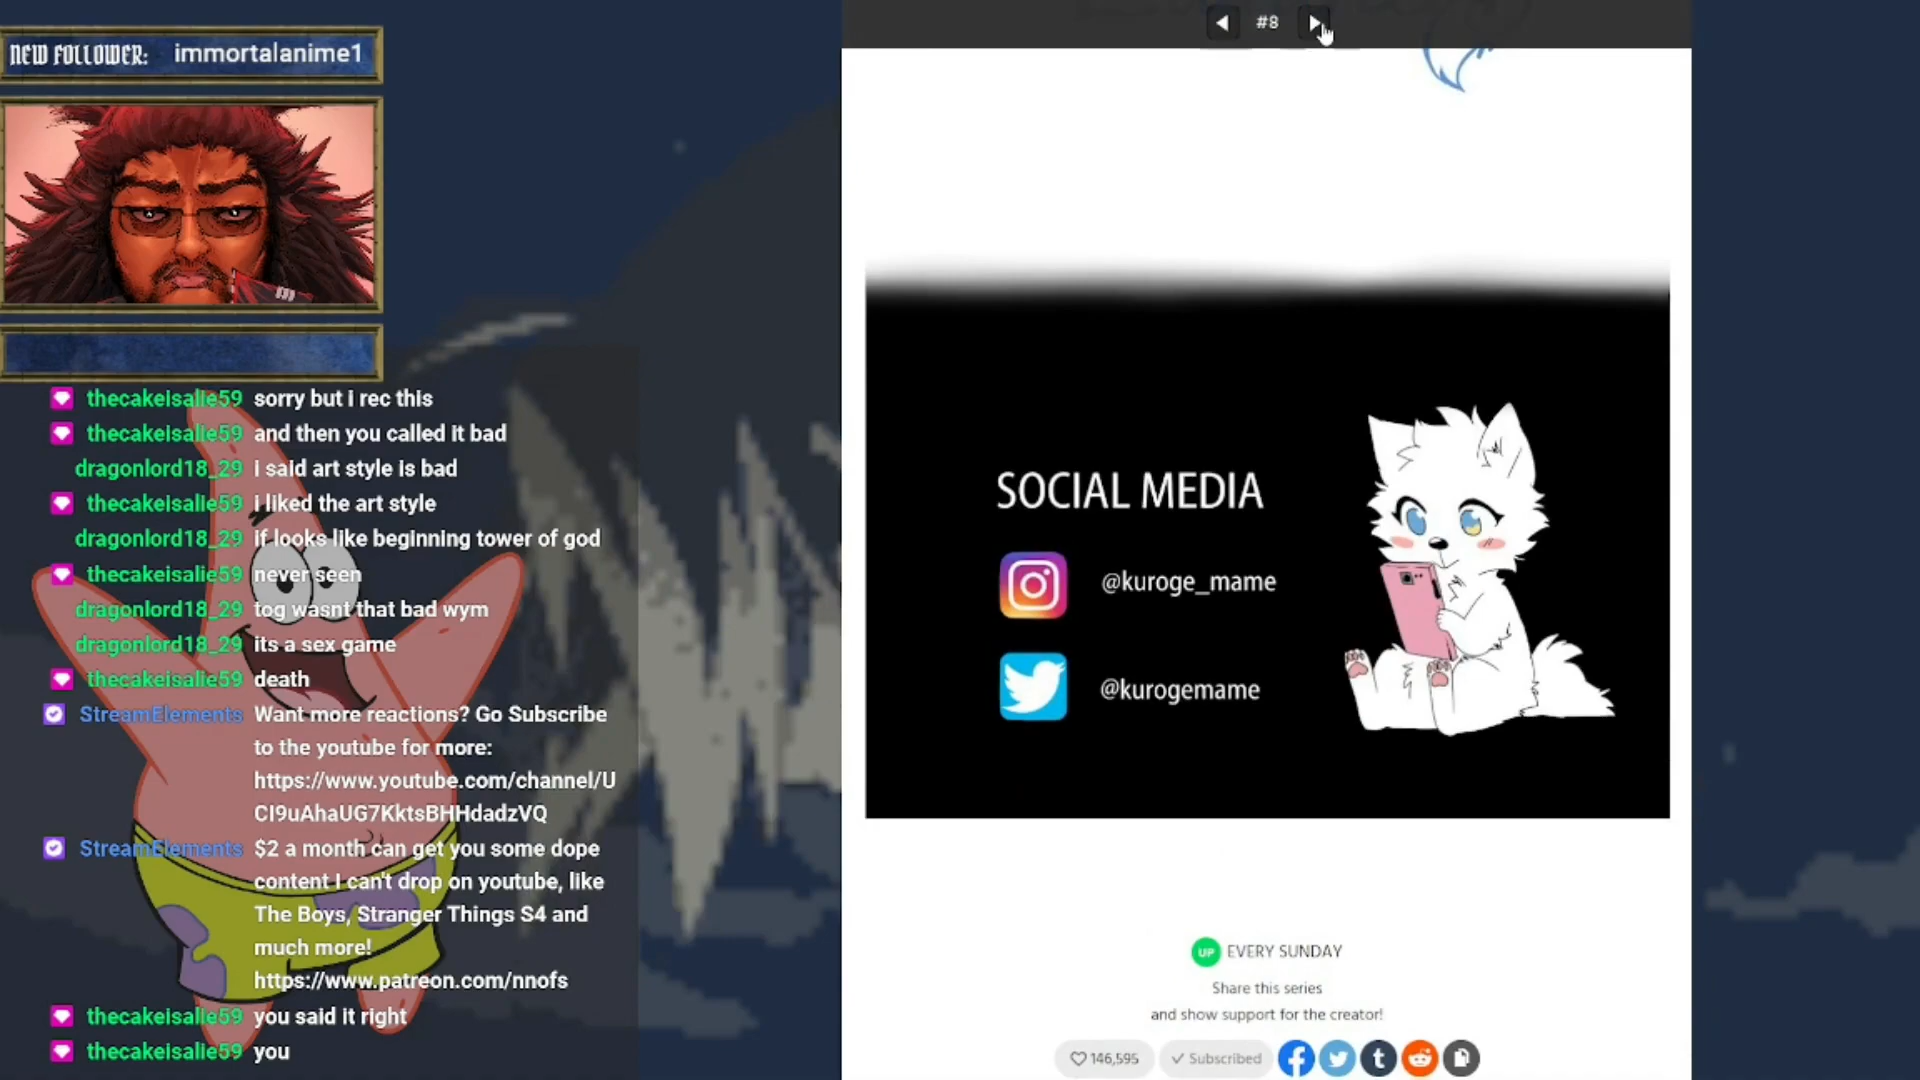 NEW FOLLOWER: immortalanime1
thecakeisalie59 sorry but i rec this
thecakeisalie59 and then you called it bad
dragonlord18_29 i said art style is bad
thecakeisalie59 i liked the art style
dragonlord18_29 if looks like beginning tower of god
thecakeisalie59 never seen
dragonlord18_29 tog wasnt that bad wym
dragonlord18_29 its a sex game
thecakeisalie59 death
StreamElements Want more reactions? Go Subscribe
to the youtube for more:
https://www.youtube.com/channel/U
CI9uAhaUG7KktsBHHdadzVQ
StreamElements $2 a month can get you some dope
content I can't drop on youtube, like
The Boys, Stranger Things S4 and
much more!
https://www.patreon.com/nnofs
thecakeisalie59 you said it right
thecakeisalie59 you
#8
SOCIAL MEDIA
@kuroge_mame
@kurogemame
UP EVERY SUNDAY
Share this series
and show support for the creator!
146,595
Subscribed